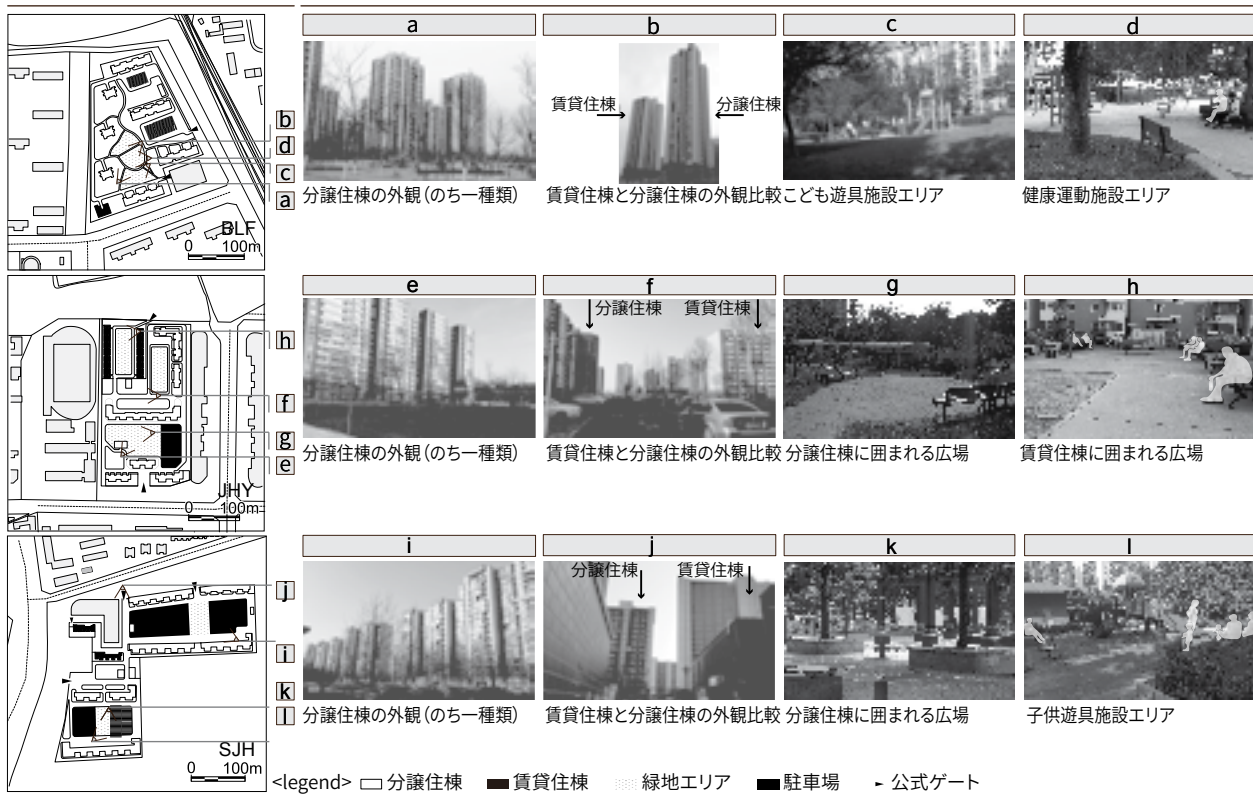 a
b
c
d
賃貸住棟
分譲住棟
b
d
c
a
BLF
0 100m
分譲住棟の外観(のち一種類)
賃貸住棟と分譲住棟の外観比較
こども遊具施設エリア
健康運動施設エリア
e
f
g
h
分譲住棟
賃貸住棟
h
f
g
e
JHY
0 100m
分譲住棟の外観(のち一種類)
賃貸住棟と分譲住棟の外観比較
分譲住棟に囲まれる広場
賃貸住棟に囲まれる広場
i
j
k
l
分譲住棟
賃貸住棟
j
i
k
l
SJH
0 100m
分譲住棟の外観(のち一種類)
賃貸住棟と分譲住棟の外観比較
分譲住棟に囲まれる広場
子供遊具施設エリア
<legend> 分譲住棟 賃貸住棟 緑地エリア 駐車場 公式ゲート